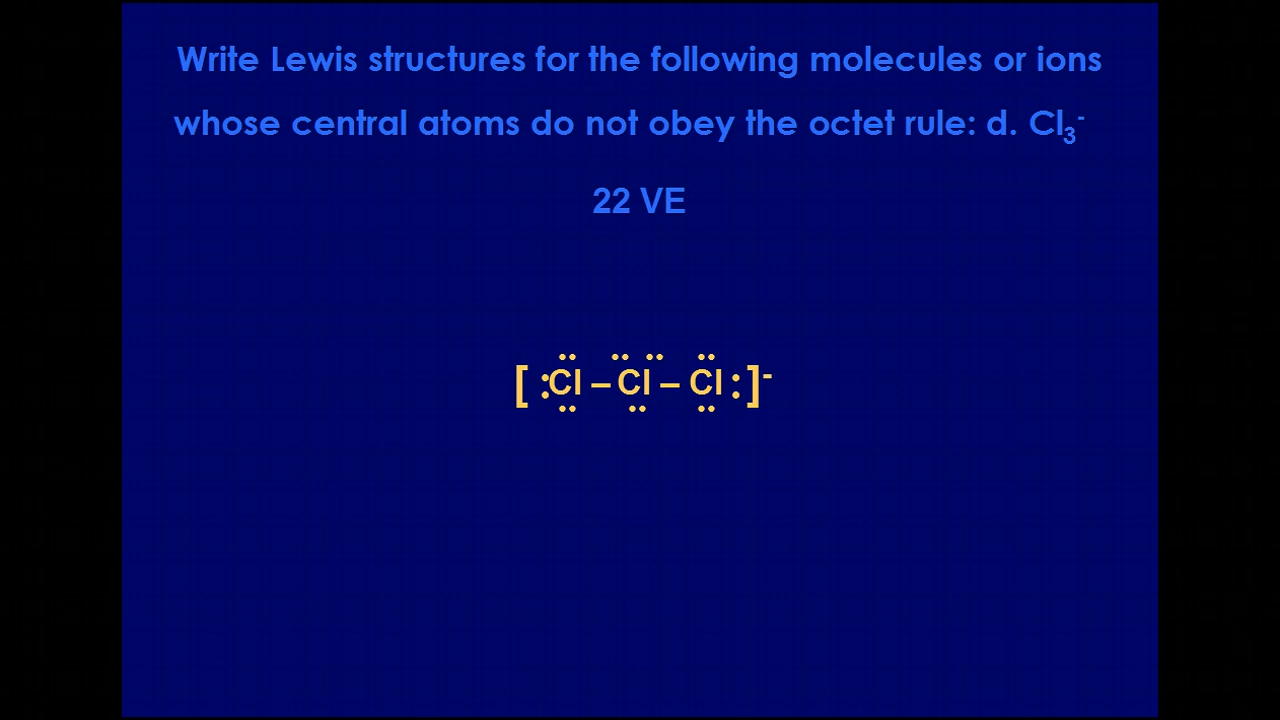 Write Lewis structures for the following molecules or ions
whose central atoms do not obey the octet rule: d. Cl₃⁻
22 VE
[ :Cl – Cl – Cl : ]⁻